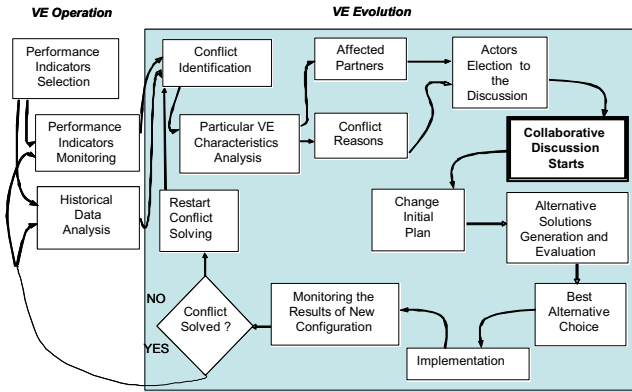 VE Operation
VE Evolution
Performance
Indicators
Selection
Conflict
Identification
Affected
Partners
Actors
Election to
the
Discussion
Performance
Indicators
Monitoring
Particular VE
Characteristics
Analysis
Conflict
Reasons
Collaborative
Discussion
Starts
Historical
Data
Analysis
Restart
Conflict
Solving
Change
Initial
Plan
Alternative
Solutions
Generation and
Evaluation
NO
Conflict
Solved ?
YES
Monitoring the
Results of New
Configuration
Best
Alternative
Choice
Implementation